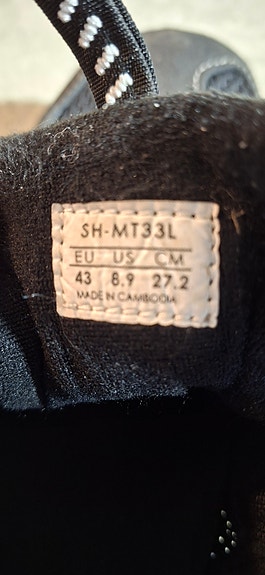 SH-MT33L
EU US CM
43 8.9 27.2
MADE IN CAMBODIA